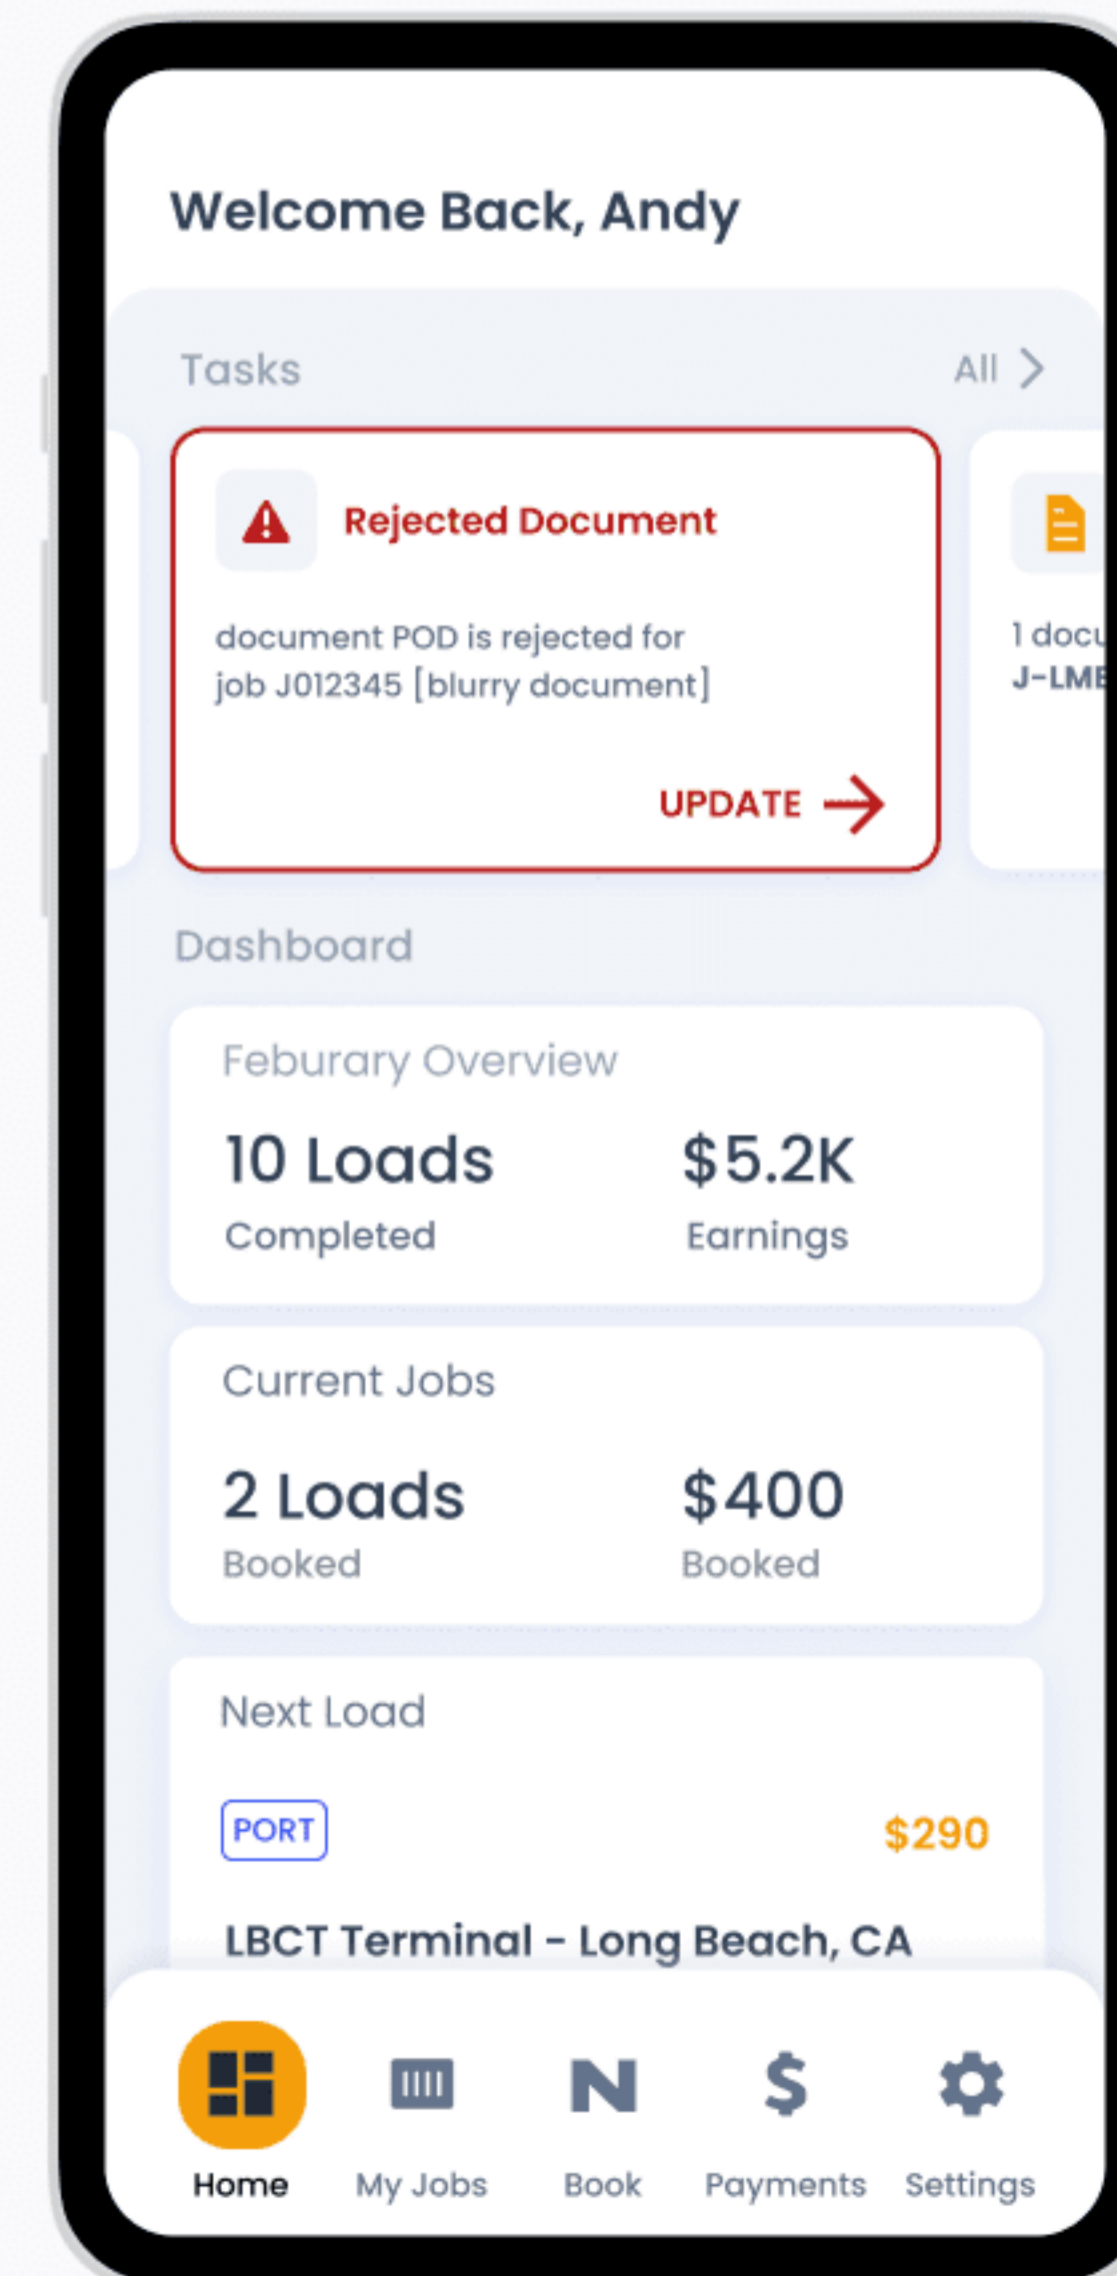 Welcome Back, Andy
Tasks
All
Rejected Document
document POD is rejected for
job J012345 [blurry document]
UPDATE
1 docu
J-LMB
Dashboard
Feburary Overview
10 Loads
$5.2K
Completed
Earnings
Current Jobs
2 Loads
$400
Booked
Booked
Next Load
PORT
$290
LBCT Terminal - Long Beach, CA
Home
My Jobs
Book
Payments
Settings